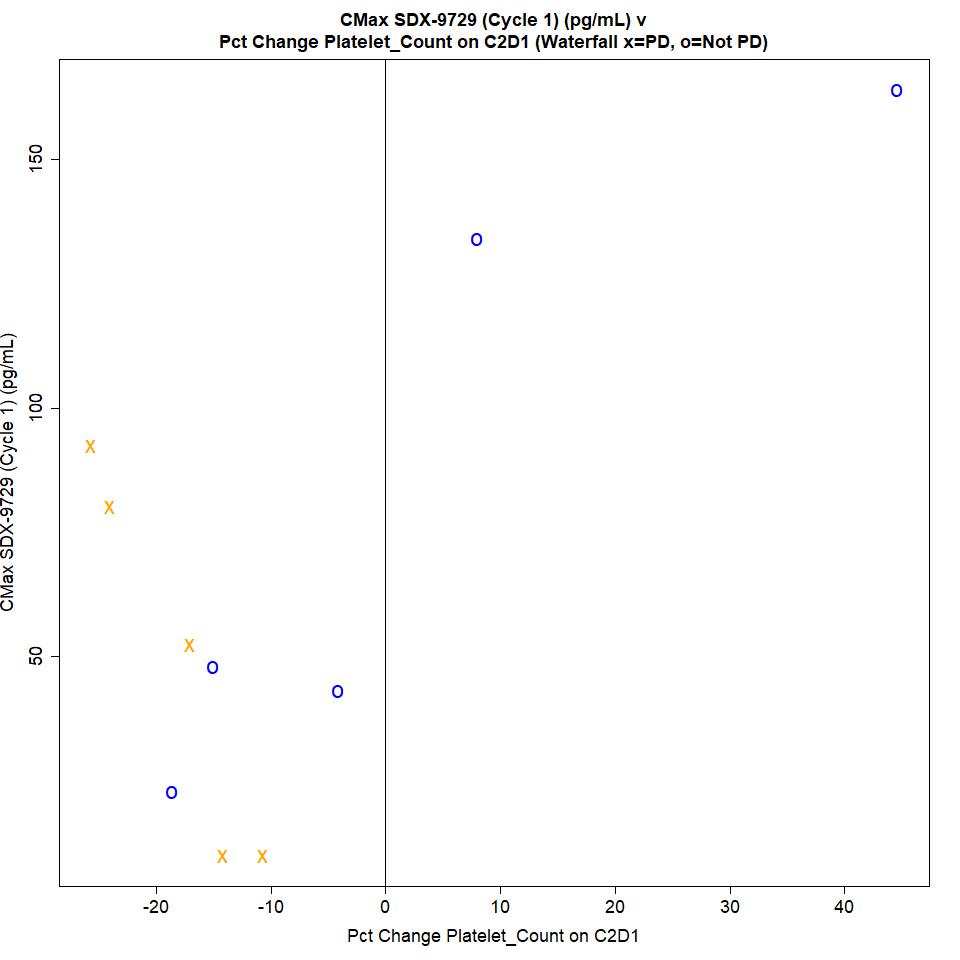 CMax SDX-9729 (Cycle 1) (pg/mL) v
Pct Change Platelet_Count on C2D1 (Waterfall x=PD, o=Not PD)
CMax SDX-9729 (Cycle 1) (pg/mL)
150
100
50
O
O
X
X
X
O
O
O
X X
-20 -10 0 10 20 30 40
Pct Change Platelet_Count on C2D1